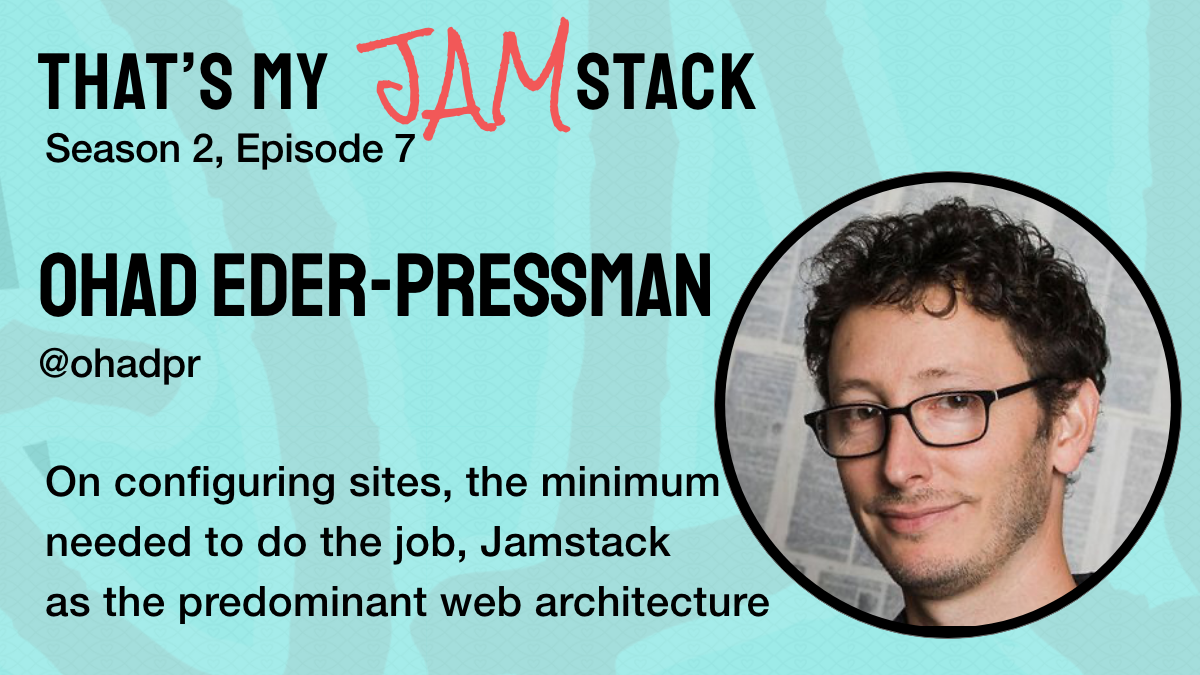 THAT'S MY JAMSTACK
Season 2, Episode 7
OHAD EDER-PRESSMAN
@ohadpr
On configuring sites, the minimum
needed to do the job, Jamstack
as the predominant web architecture